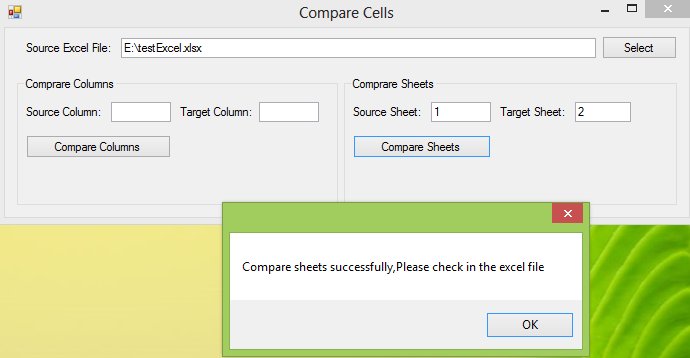 Compare Cells
Source Excel File: E:\testExcel.xlsx Select
Comprare Columns
Source Column: Target Column:
Compare Columns
Comprare Sheets
Source Sheet: 1 Target Sheet: 2
Compare Sheets
Compare sheets successfully,Please check in the excel file
OK